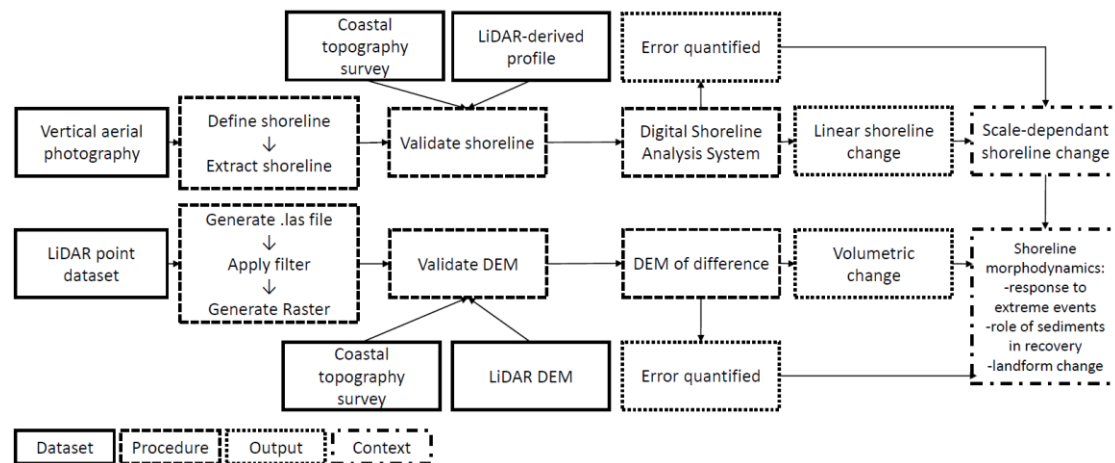 Coastal
topography
survey
LiDAR-derived
profile
Error quantified
Vertical aerial
photography
Define shoreline
↓
Extract shoreline
Validate shoreline
Digital Shoreline
Analysis System
Linear shoreline
change
Scale-dependant
shoreline change
LiDAR point
dataset
Generate .las file
↓
Apply filter
↓
Generate Raster
Validate DEM
DEM of difference
Volumetric
change
Shoreline
morphodynamics:
-response to
extreme events
-role of sediments
in recovery
-landform change
Coastal
topography
survey
LiDAR DEM
Error quantified
Dataset
Procedure
Output
Context